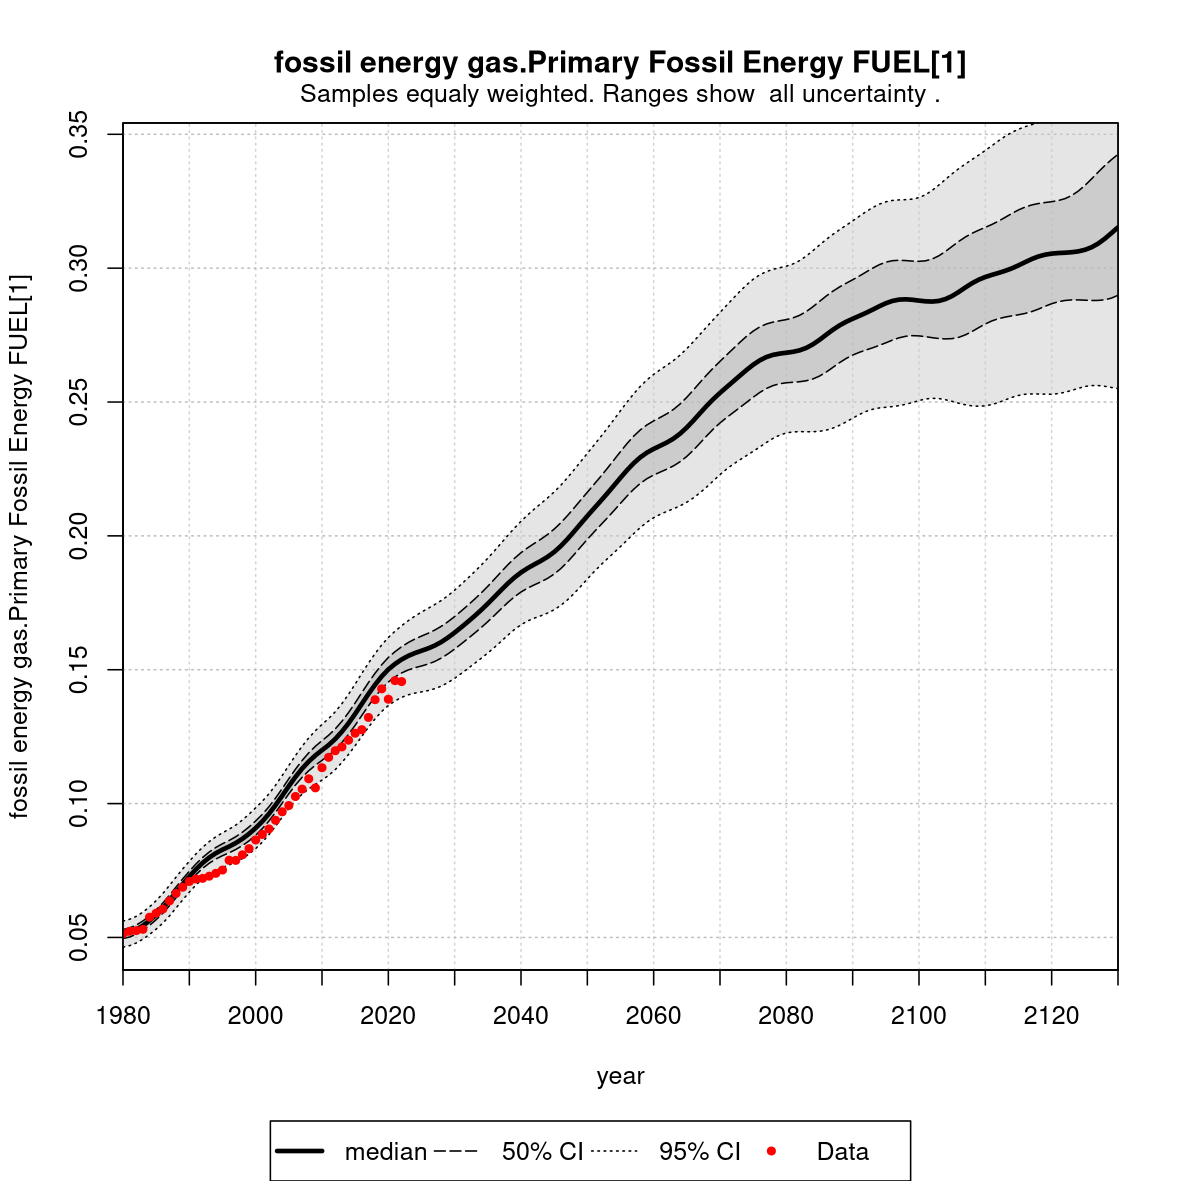 fossil energy gas.Primary Fossil Energy FUEL[1]
Samples equaly weighted. Ranges show  all uncertainty .
fossil energy gas.Primary Fossil Energy FUEL[1]
0.35
0.30
0.25
0.20
0.15
0.10
0.05
1980 2000 2020 2040 2060 2080 2100 2120
year
median 50% CI 95% CI Data